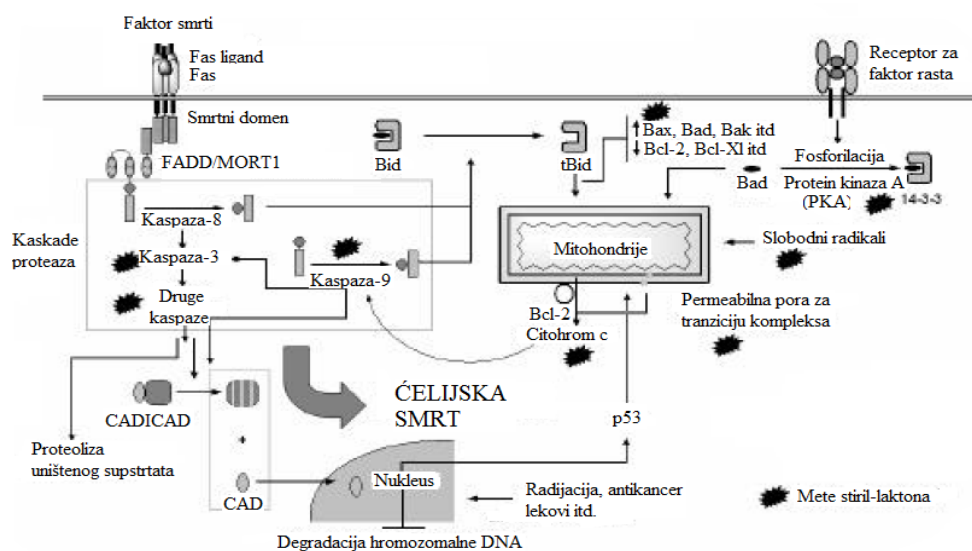 Faktor smrti
Fas ligand
Fas
Smrtni domen
FADD/MORT1
Receptor za
faktor rasta
Bid
tBid
Bax, Bad, Bak itd
Bcl-2, Bcl-Xl itd
Fosforilacija
Bad
Protein kinaza A
(PKA)
14-3-3
Kaskade
proteaza
Kaspaza-8
Kaspaza-3
Kaspaza-9
Druge
kaspaze
Mitohondrije
Slobodni radikali
Bcl-2
Citohrom c
Permeabilna pora za
tranziciju kompleksa
ĆELIJSKA
SMRT
CADICAD
p53
Proteoliza
uništenog supstrtata
CAD
Nukleus
Radijacija, antikancer
lekovi itd.
Mete stiril-laktona
Degradacija hromozomalne DNA